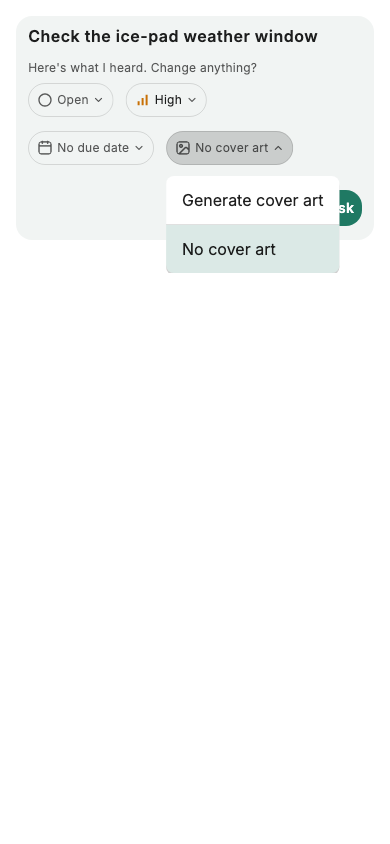 Check the ice-pad weather window
Here's what I heard. Change anything?
Open
High
No due date
No cover art
Generate cover art
sk
No cover art